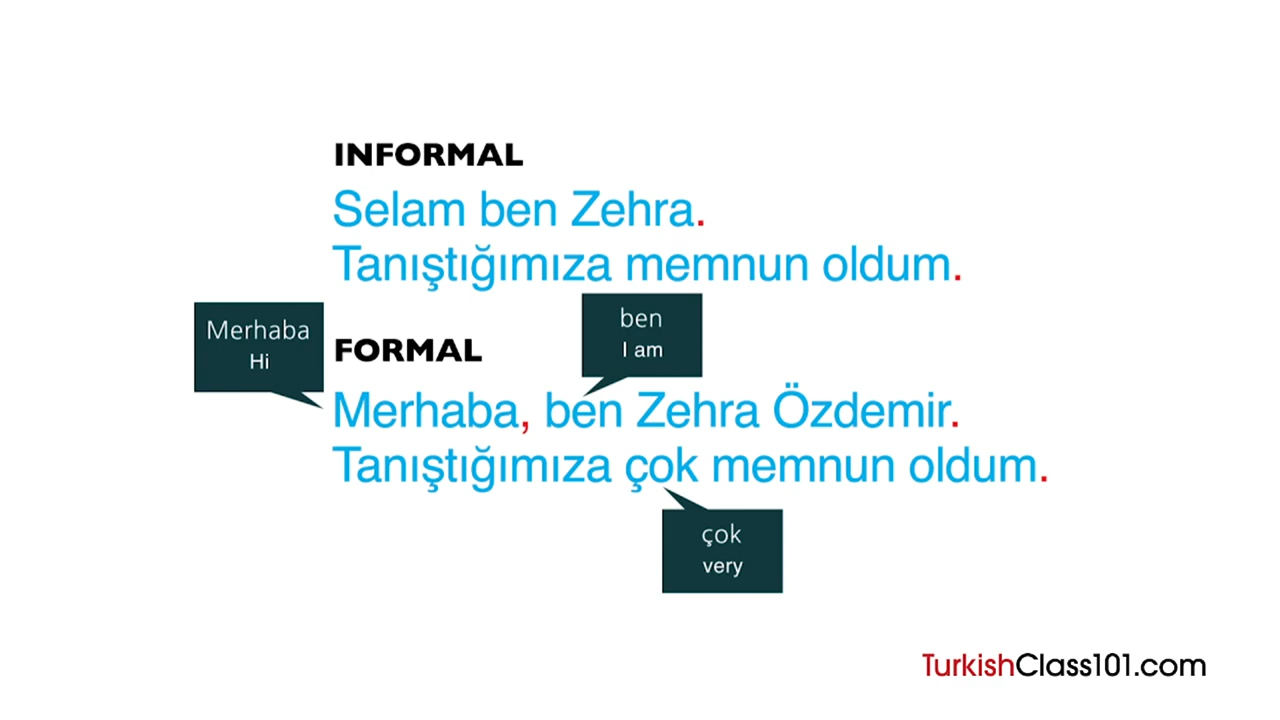 INFORMAL
Selam ben Zehra.
Tanıştığımıza memnun oldum.
Merhaba
Hi
ben
I am
FORMAL
Merhaba, ben Zehra Özdemir.
Tanıştığımıza çok memnun oldum.
çok
very
TurkishClass101.com